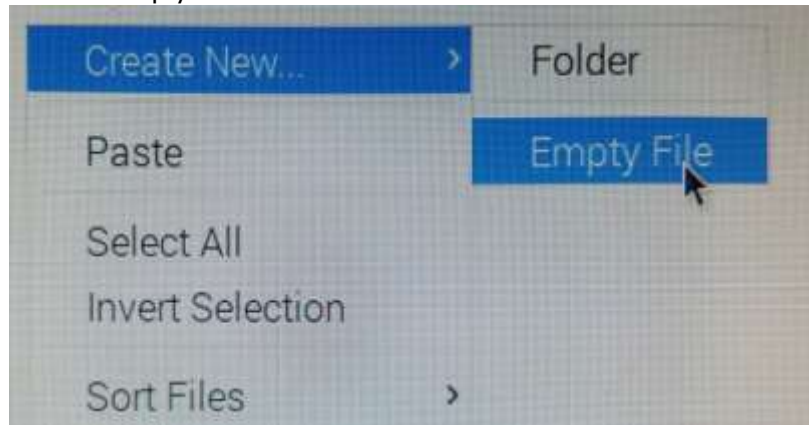 Create New... >
Folder
Paste
Empty File
Select All
Invert Selection
Sort Files >